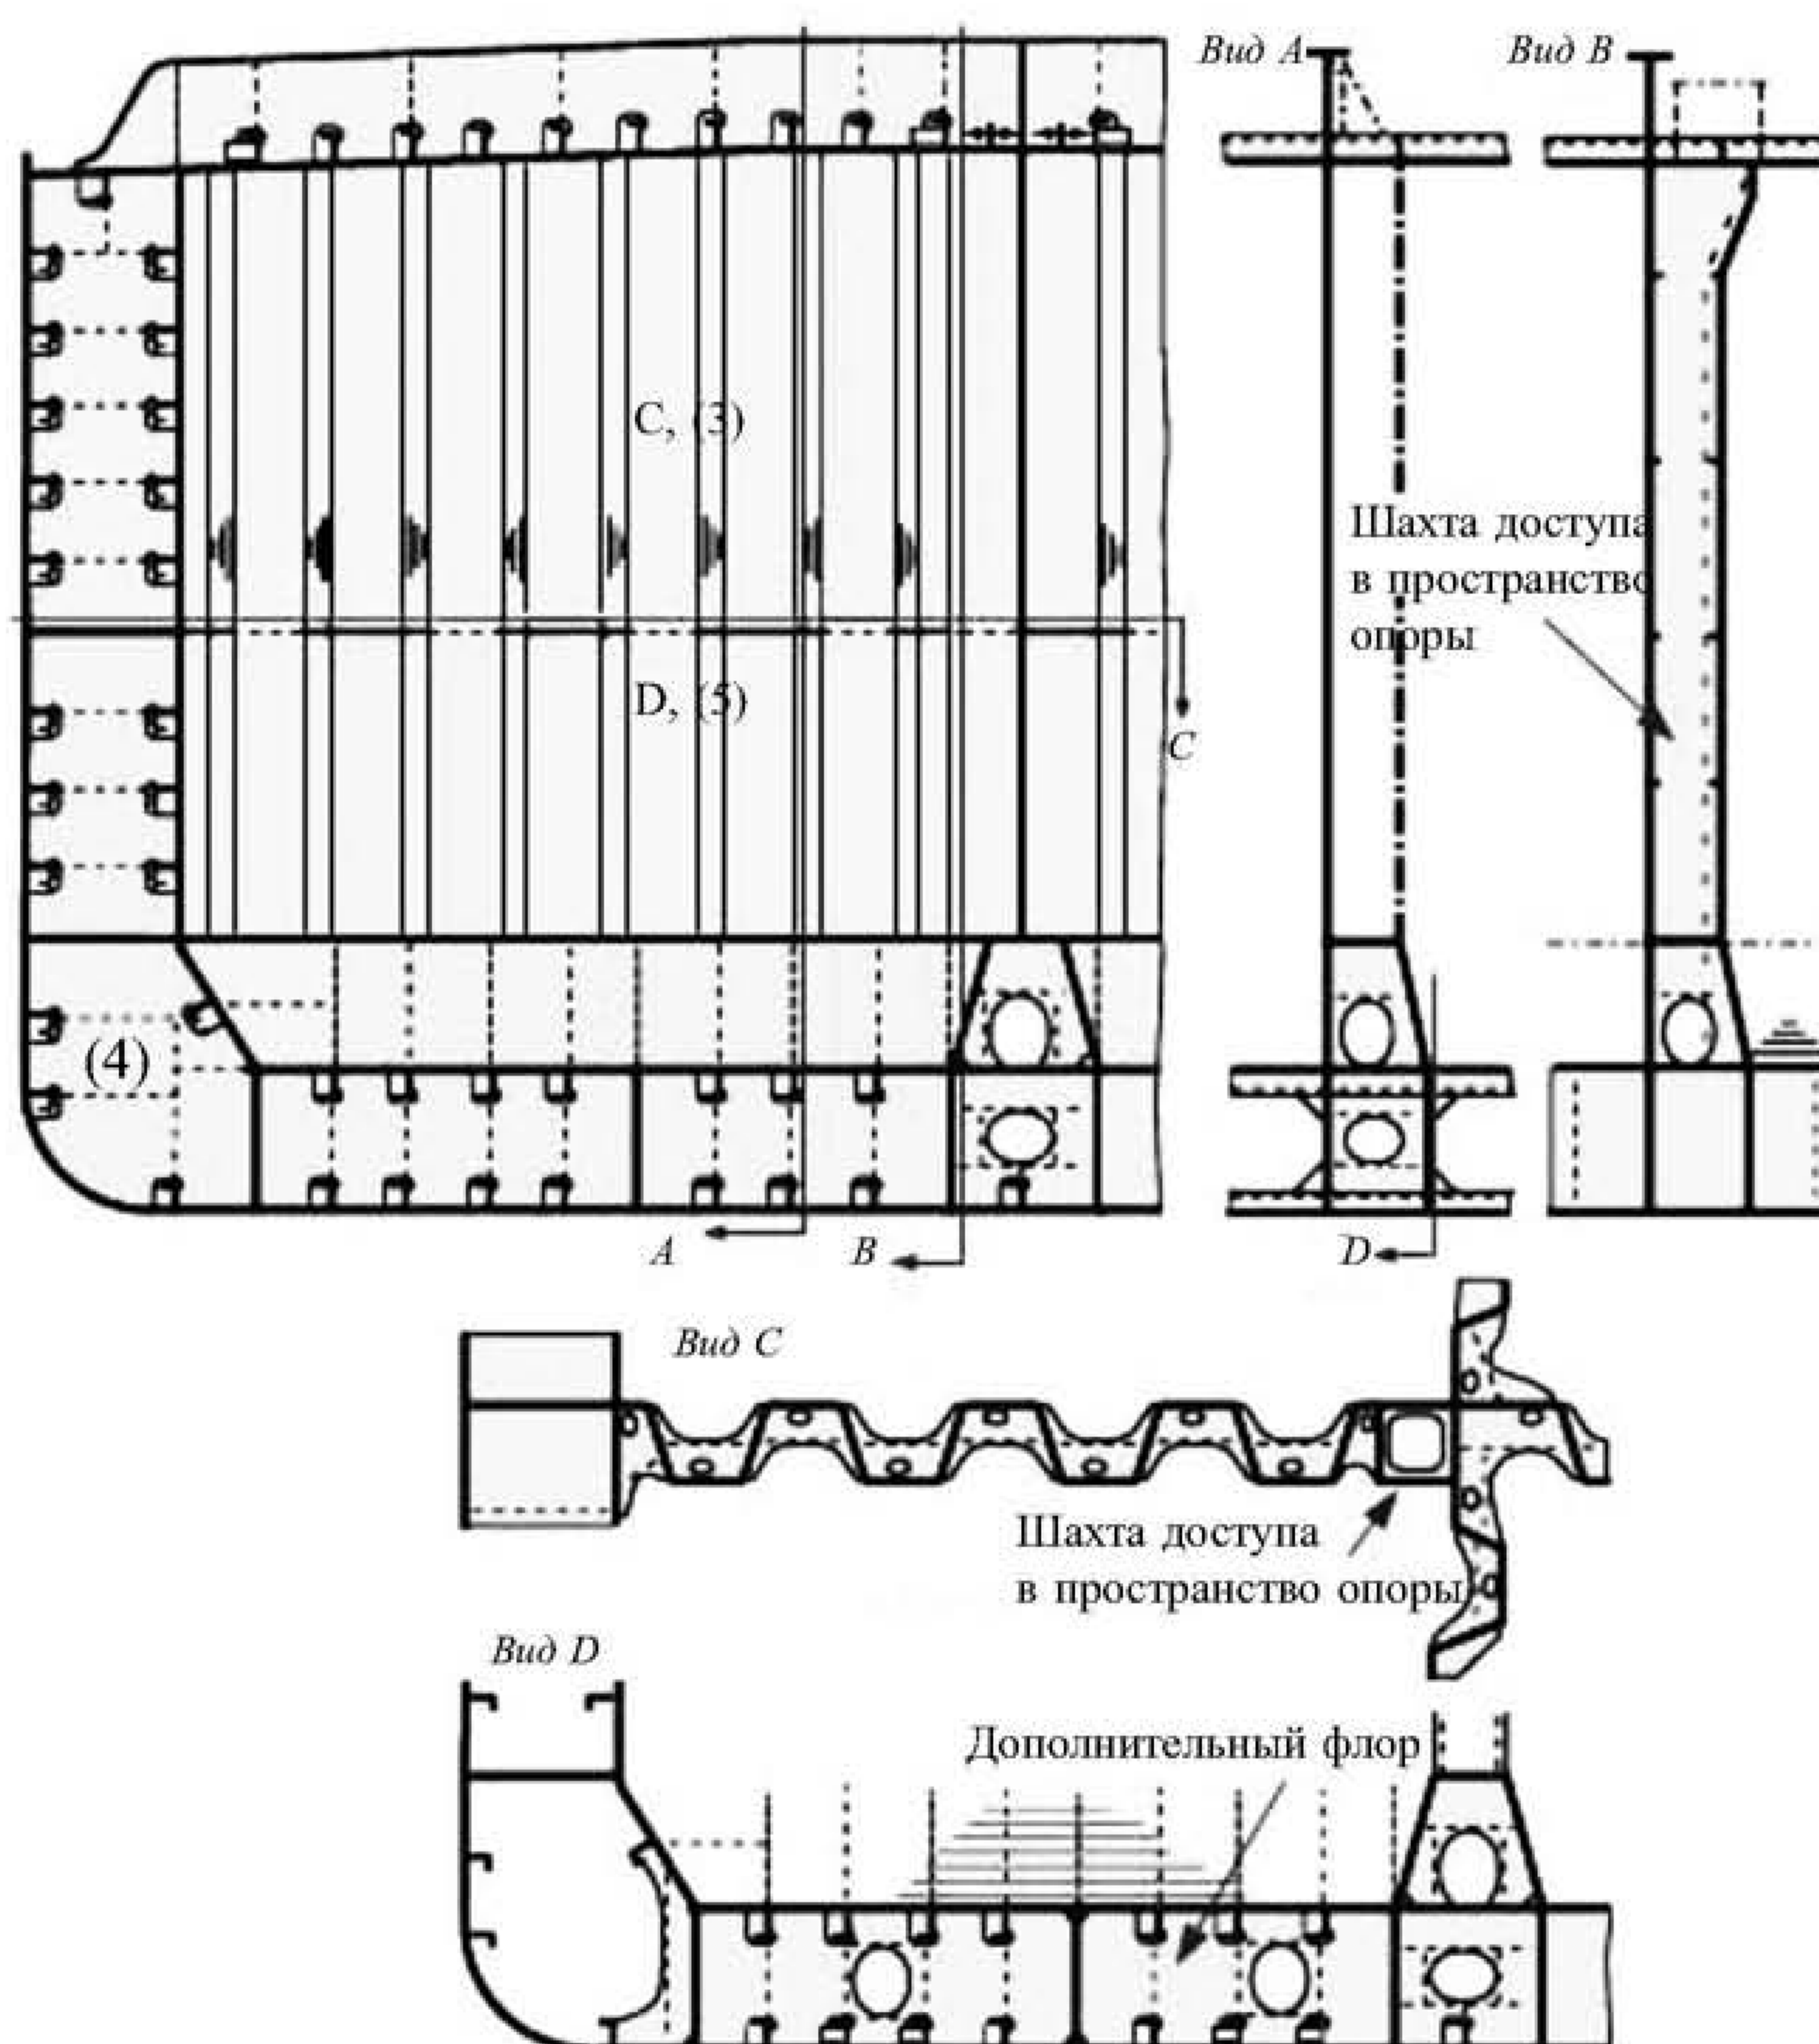 Вид А
Вид В
C, (3)
Шахта доступа
в пространство
опоры
D, (5)
C
(4)
A
B
D
Вид С
Шахта доступа
в пространство опоры
Вид D
Дополнительный флор